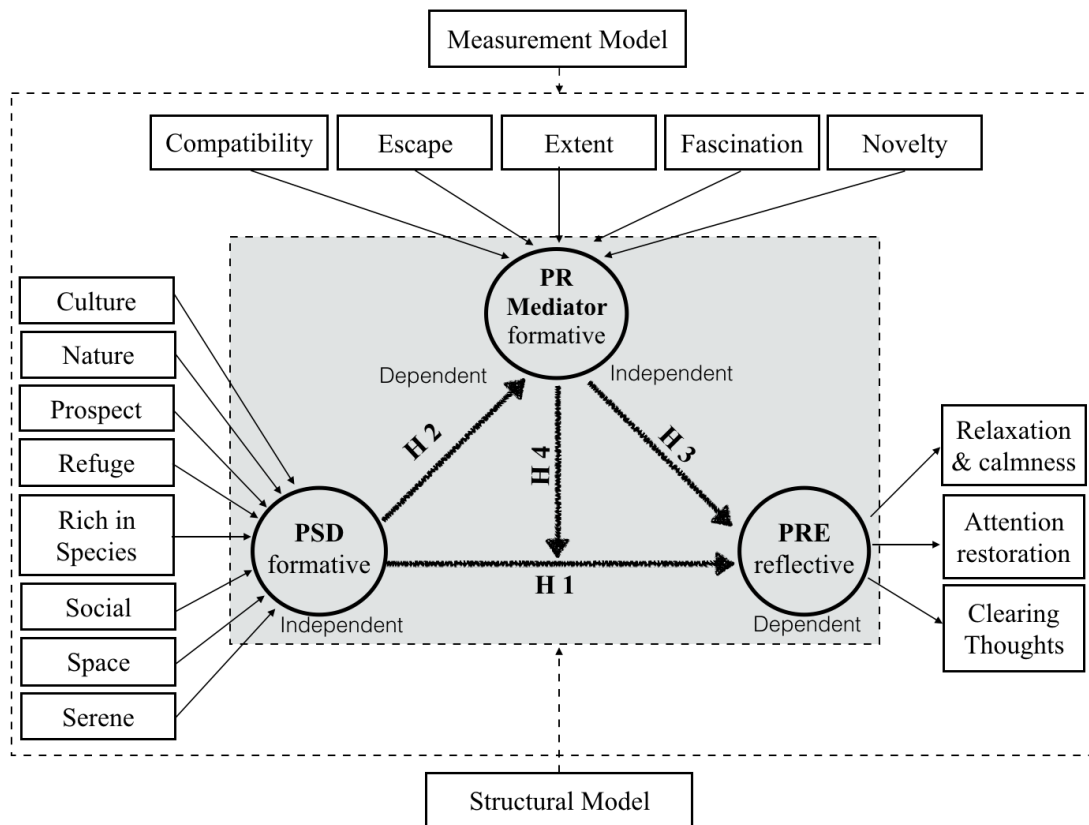 Measurement Model
Compatibility
Escape
Extent
Fascination
Novelty
Culture
Nature
Prospect
Refuge
Rich in
Species
Social
Space
Serene
PR
Mediator
formative
Dependent
Independent
H 2
H 4
H 3
PSD
formative
Independent
H 1
PRE
reflective
Dependent
Relaxation
& calmness
Attention
restoration
Clearing
Thoughts
Structural Model